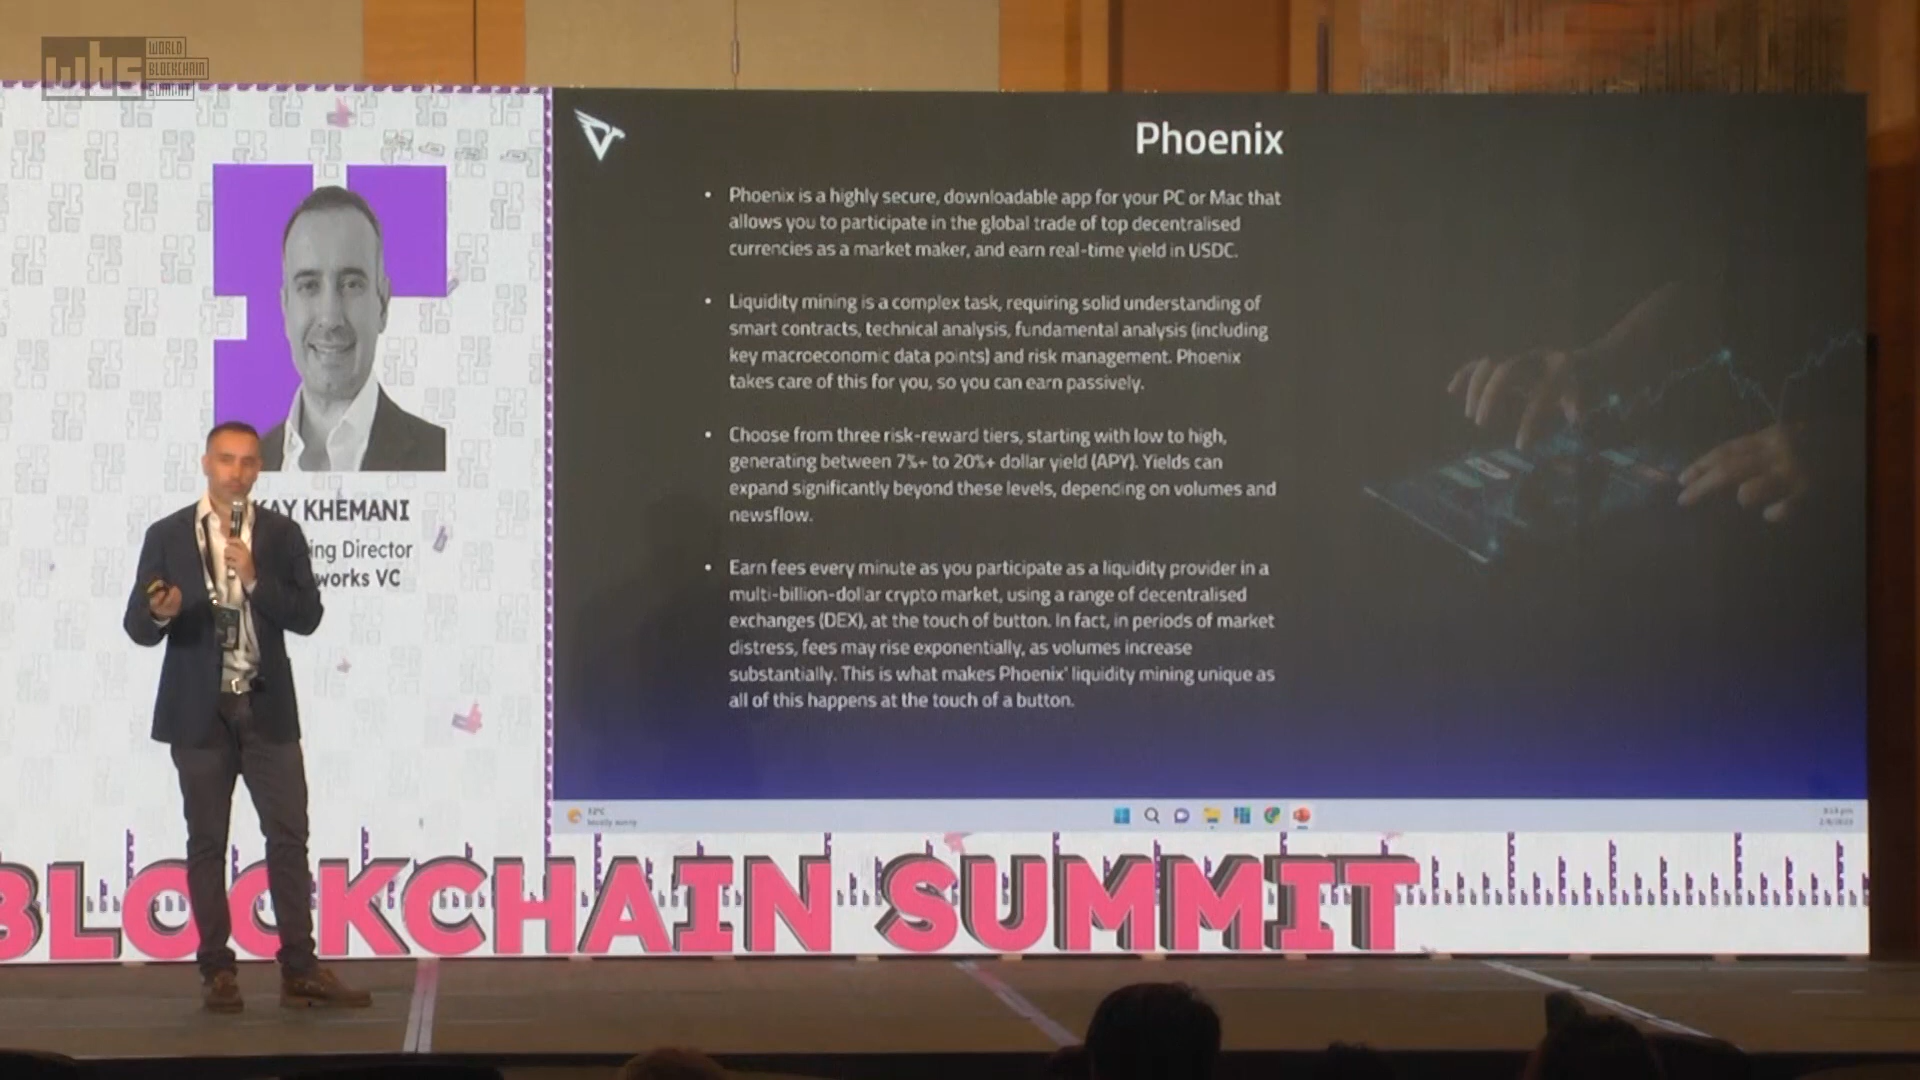 wbs WORLD
BLOCKCHAIN
SUMMIT
KAY KHEMANI
ing Director
works VC
Phoenix
• Phoenix is a highly secure, downloadable app for your PC or Mac that
allows you to participate in the global trade of top decentralised
currencies as a market maker, and earn real-time yield in USDC.
• Liquidity mining is a complex task, requiring solid understanding of
smart contracts, technical analysis, fundamental analysis (including
key macroeconomic data points) and risk management. Phoenix
takes care of this for you, so you can earn passively.
• Choose from three risk-reward tiers, starting with low to high,
generating between 7%+ to 20%+ dollar yield (APY). Yields can
expand significantly beyond these levels, depending on volumes and
newsflow.
• Earn fees every minute as you participate as a liquidity provider in a
multi-billion-dollar crypto market, using a range of decentralised
exchanges (DEX), at the touch of button. In fact, in periods of market
distress, fees may rise exponentially, as volumes increase
substantially. This is what makes Phoenix' liquidity mining unique as
all of this happens at the touch of a button.
Mostly sunny
BLOCKCHAIN SUMMIT